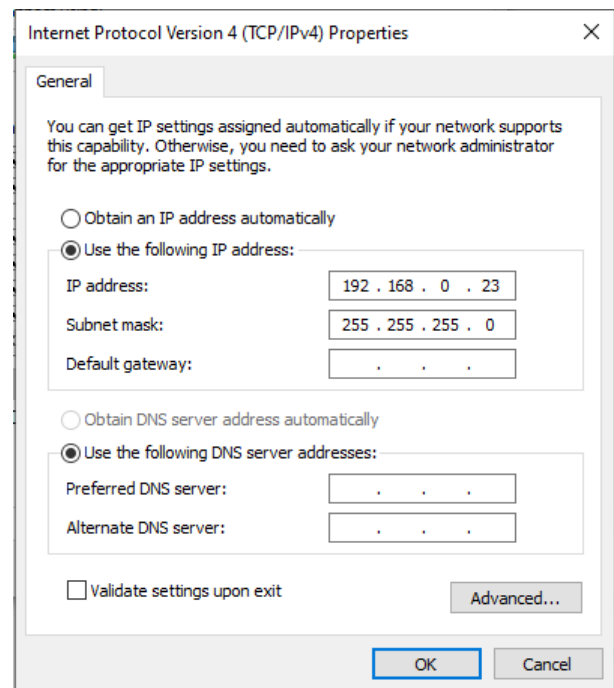 Internet Protocol Version 4 (TCP/IPv4) Properties
General
You can get IP settings assigned automatically if your network supports
this capability. Otherwise, you need to ask your network administrator
for the appropriate IP settings.
Obtain an IP address automatically
Use the following IP address:
IP address: 192 . 168 . 0 . 23
Subnet mask: 255 . 255 . 255 . 0
Default gateway: . . .
Obtain DNS server address automatically
Use the following DNS server addresses:
Preferred DNS server: . . .
Alternate DNS server: . . .
Validate settings upon exit
Advanced...
OK Cancel